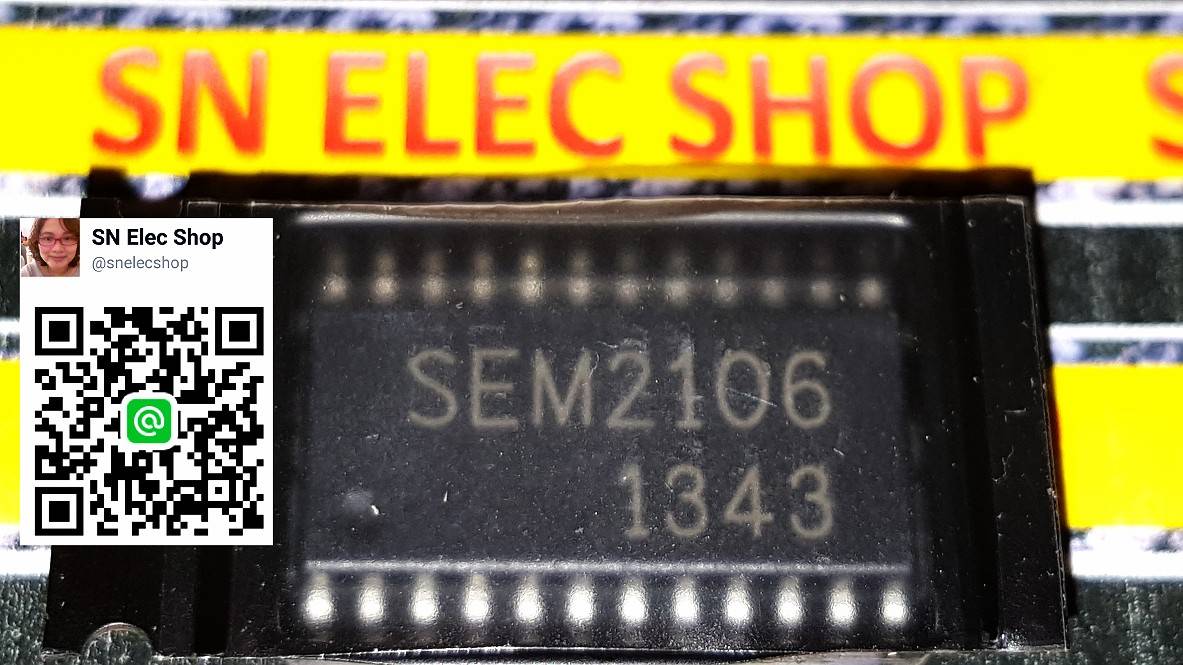 SN ELEC SHOP S
SN Elec Shop
@snelecshop
@
SEM2106
1343